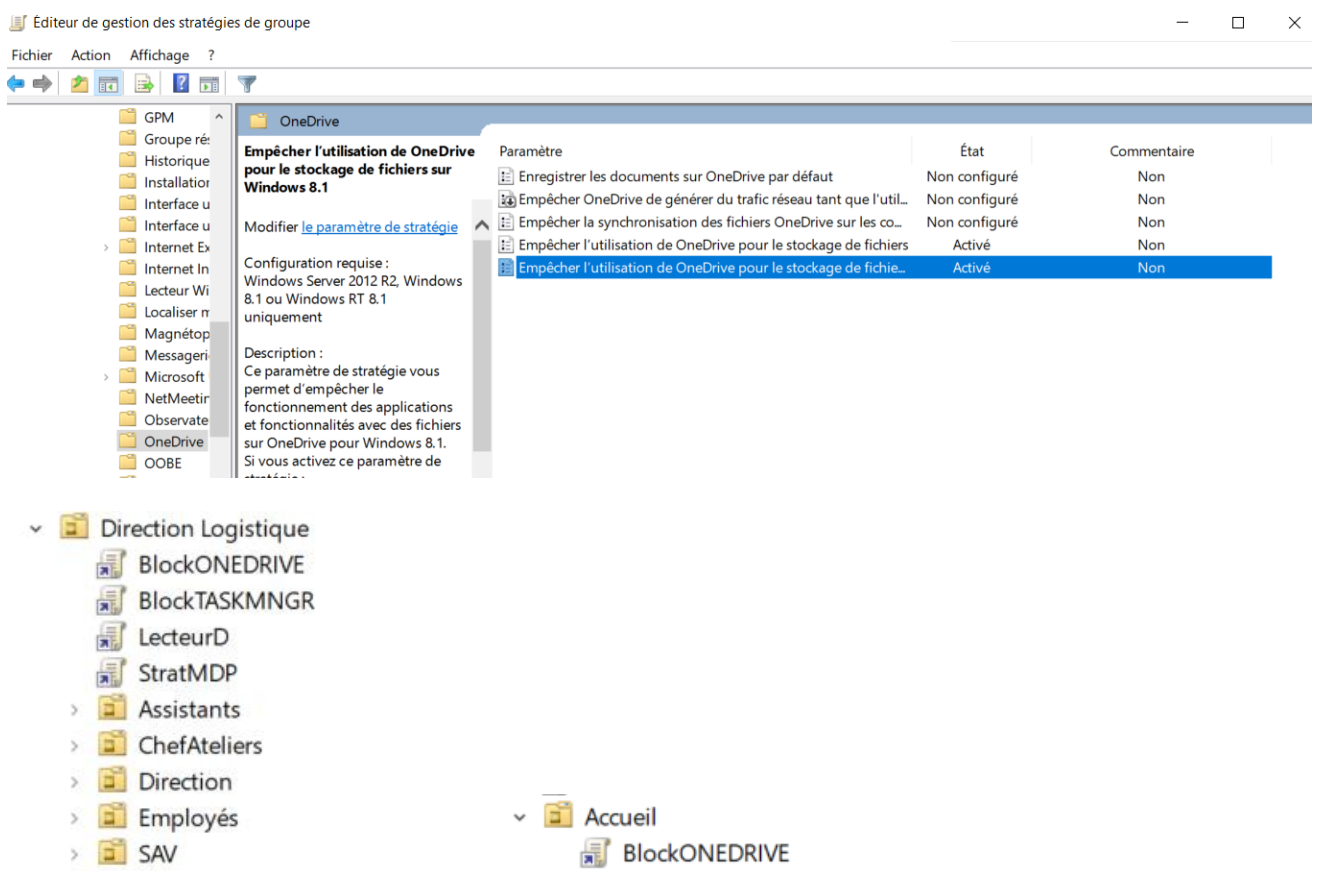 Éditeur de gestion des stratégies de groupe
Fichier Action Affichage ?
GPM
Groupe rés
Historique
Installation
Interface u
Interface u
Internet Ex
Internet In
Lecteur Wi
Localiser m
Magnétop
Messageri
Microsoft
NetMeetin
Observate
OneDrive
OOBE
OneDrive
Empêcher l'utilisation de OneDrive
pour le stockage de fichiers sur
Windows 8.1
Modifier le paramètre de stratégie
Configuration requise :
Windows Server 2012 R2, Windows
8.1 ou Windows RT 8.1
uniquement
Description :
Ce paramètre de stratégie vous
permet d'empêcher le
fonctionnement des applications
et fonctionnalités avec des fichiers
sur OneDrive pour Windows 8.1.
Si vous activez ce paramètre de
stratégie :
Paramètre État Commentaire
Enregistrer les documents sur OneDrive par défaut Non configuré Non
Empêcher OneDrive de générer du trafic réseau tant que l'util... Non configuré Non
Empêcher la synchronisation des fichiers OneDrive sur les co... Non configuré Non
Empêcher l'utilisation de OneDrive pour le stockage de fichiers Activé Non
Empêcher l'utilisation de OneDrive pour le stockage de fichie... Activé Non
Direction Logistique
BlockONEDRIVE
BlockTASKMNGR
LecteurD
StratMDP
Assistants
ChefAteliers
Direction
Employés
SAV
Accueil
BlockONEDRIVE